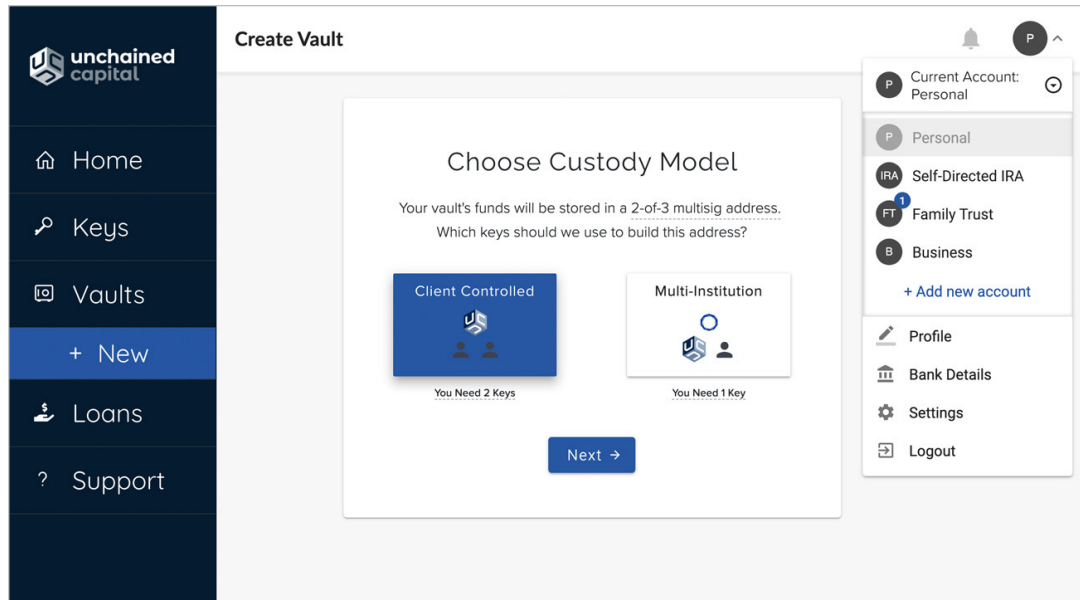 unchained
capital
Home
Keys
Vaults
+ New
Loans
? Support
Create Vault
P
Choose Custody Model
Your vault's funds will be stored in a 2-of-3 multisig address.
Which keys should we use to build this address?
Client Controlled
You Need 2 Keys
Multi-Institution
You Need 1 Key
Next →
P Current Account:
Personal
P Personal
IRA Self-Directed IRA
FT 1 Family Trust
B Business
+ Add new account
Profile
Bank Details
Settings
Logout